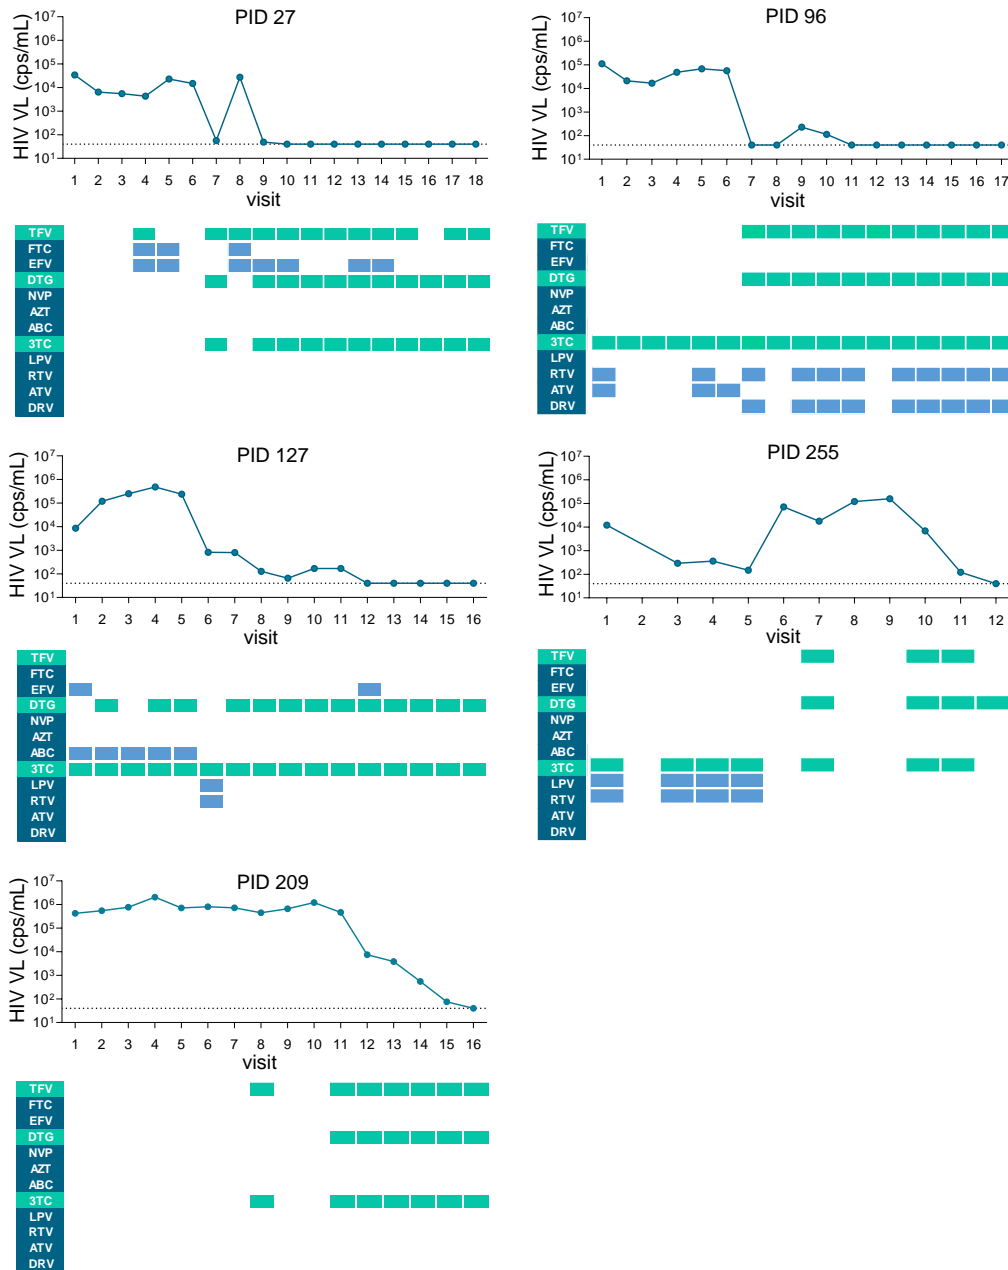 PID 27
HIV VL (cps/mL)
10⁷
10⁶
10⁵
10⁴
10³
10²
10¹
1 2 3 4 5 6 7 8 9 10 11 12 13 14 15 16 17 18
visit
TFV
FTC
EFV
DTG
NVP
AZT
ABC
3TC
LPV
RTV
ATV
DRV
PID 96
HIV VL (cps/mL)
10⁷
10⁶
10⁵
10⁴
10³
10²
10¹
1 2 3 4 5 6 7 8 9 10 11 12 13 14 15 16 17
visit
TFV
FTC
EFV
DTG
NVP
AZT
ABC
3TC
LPV
RTV
ATV
DRV
PID 127
HIV VL (cps/mL)
10⁷
10⁶
10⁵
10⁴
10³
10²
10¹
1 2 3 4 5 6 7 8 9 10 11 12 13 14 15 16
visit
TFV
FTC
EFV
DTG
NVP
AZT
ABC
3TC
LPV
RTV
ATV
DRV
PID 255
HIV VL (cps/mL)
10⁷
10⁶
10⁵
10⁴
10³
10²
10¹
1 2 3 4 5 6 7 8 9 10 11 12
visit
TFV
FTC
EFV
DTG
NVP
AZT
ABC
3TC
LPV
RTV
ATV
DRV
PID 209
HIV VL (cps/mL)
10⁷
10⁶
10⁵
10⁴
10³
10²
10¹
1 2 3 4 5 6 7 8 9 10 11 12 13 14 15 16
visit
TFV
FTC
EFV
DTG
NVP
AZT
ABC
3TC
LPV
RTV
ATV
DRV